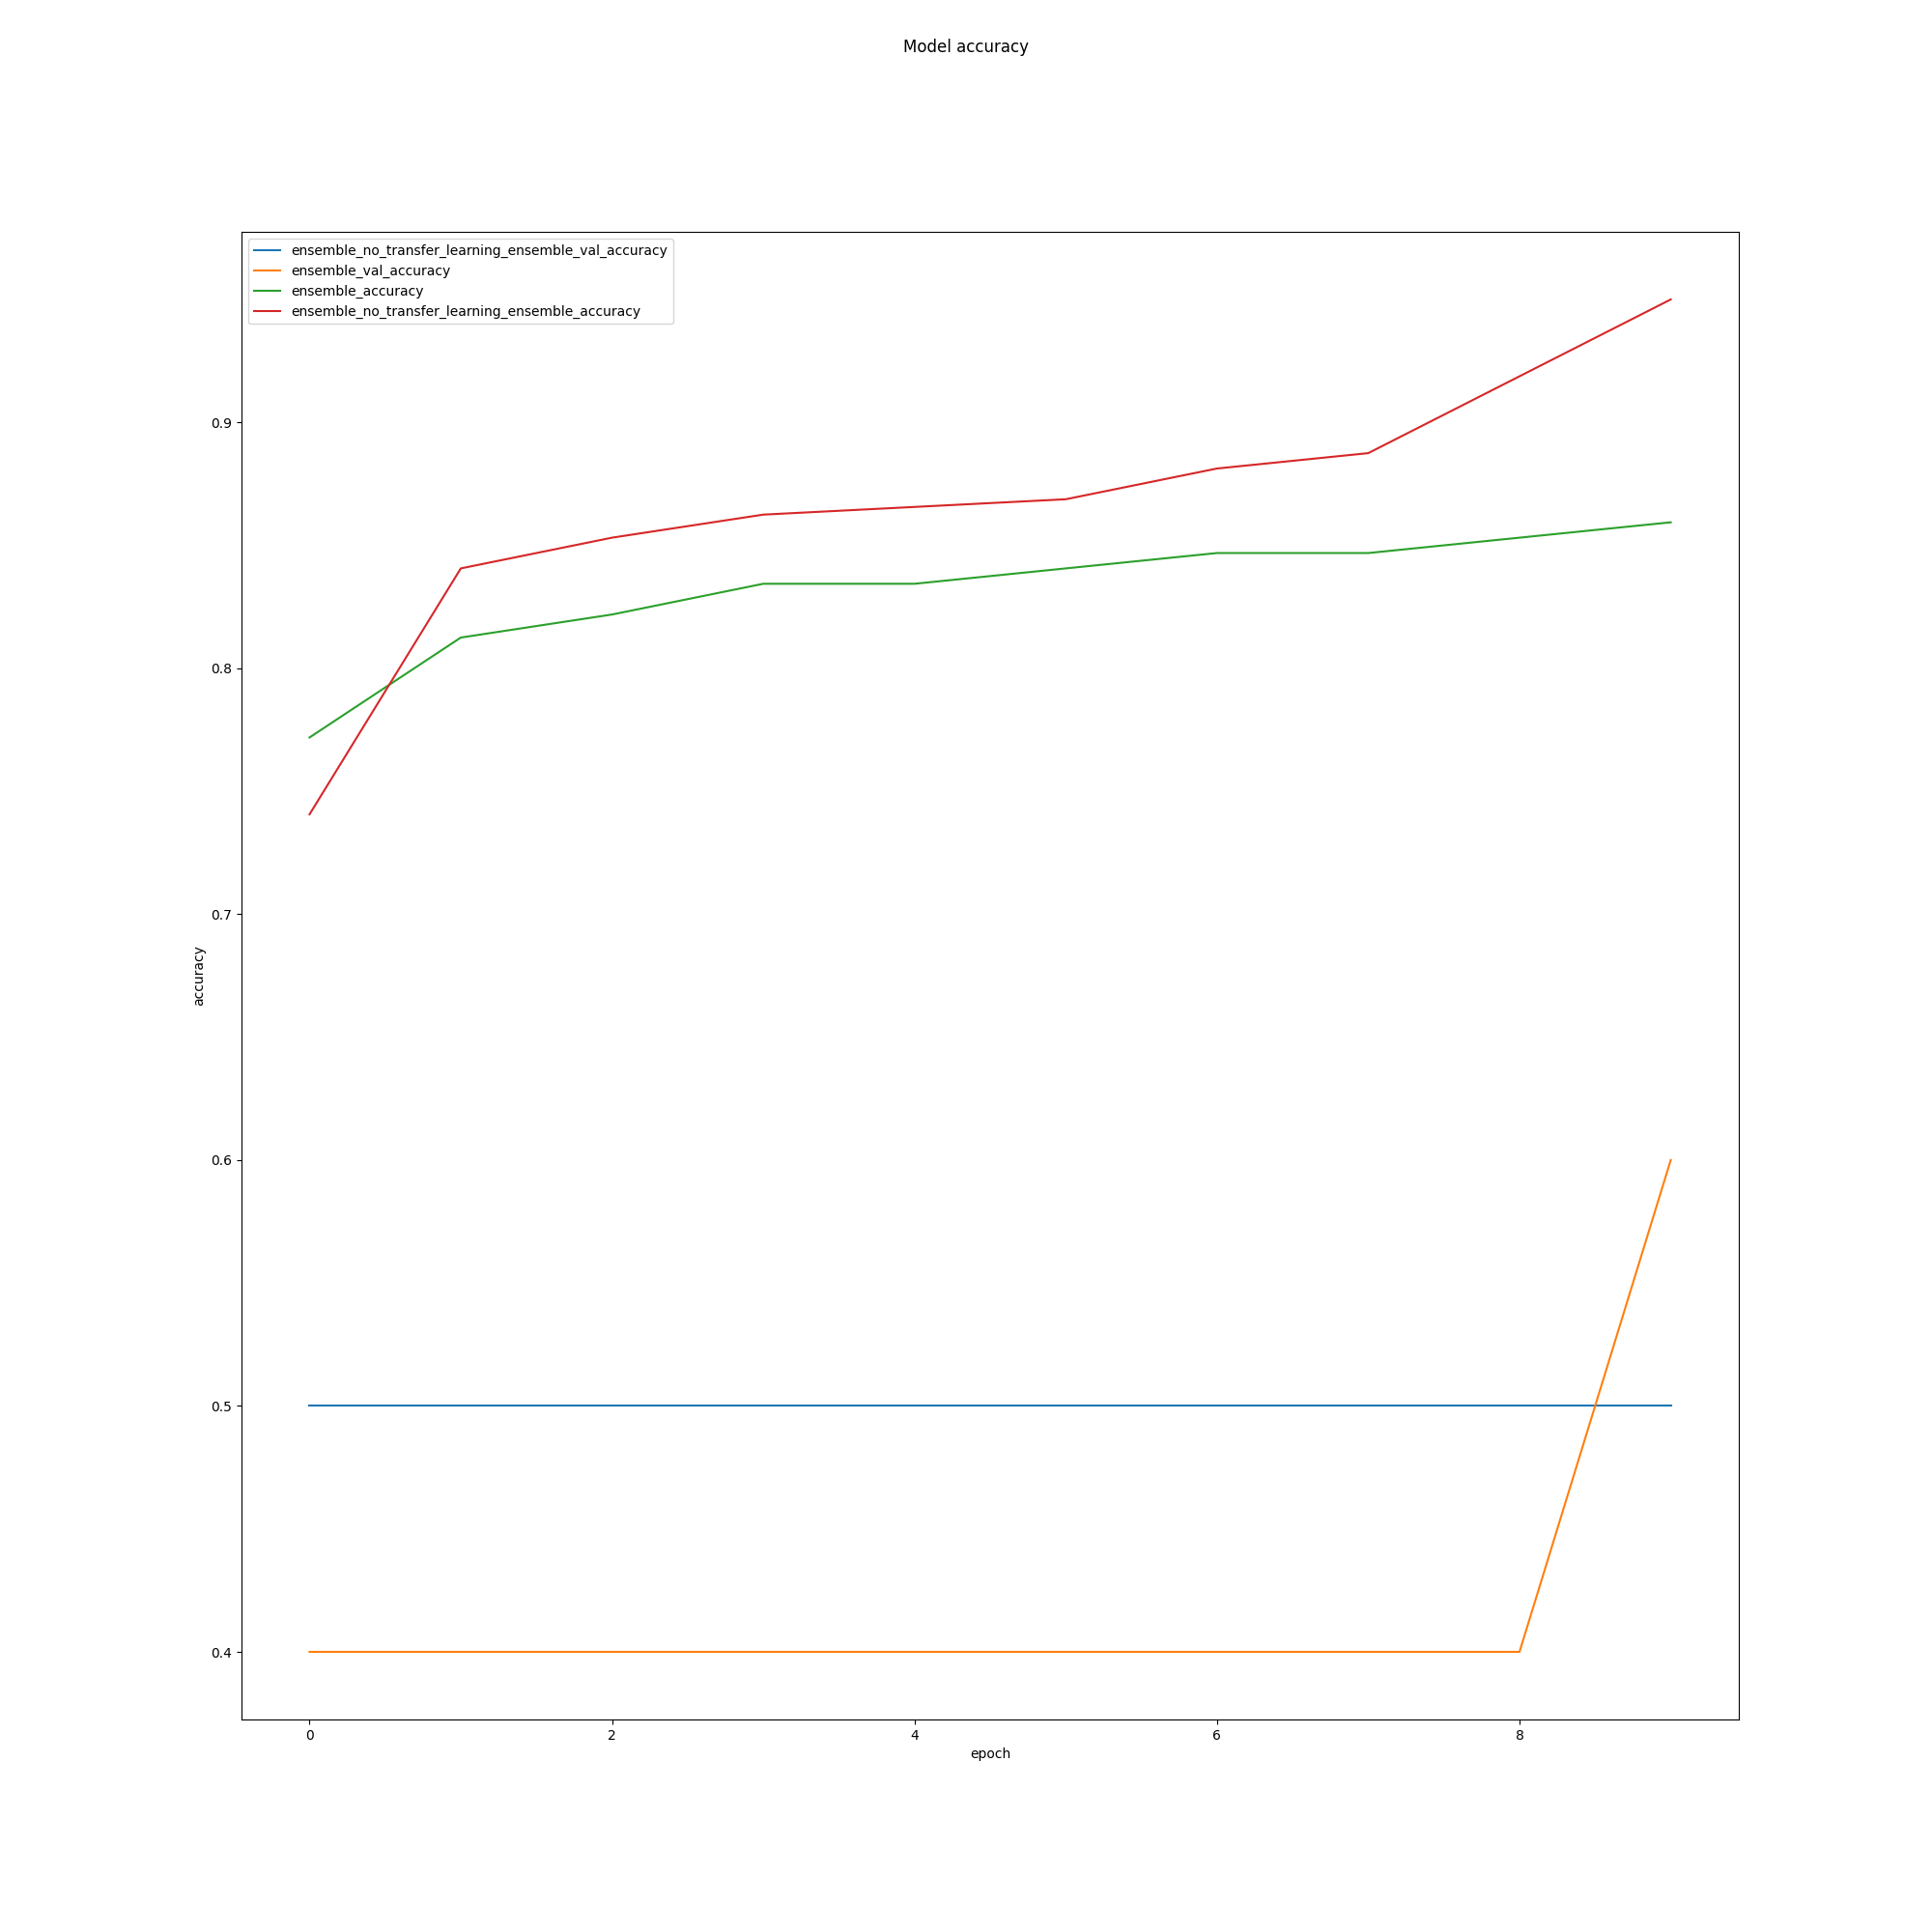 Model accuracy
ensemble_no_transfer_learning_ensemble_val_accuracy
ensemble_val_accuracy
ensemble_accuracy
ensemble_no_transfer_learning_ensemble_accuracy
0.9
0.8
0.7
accuracy
0.6
0.5
0.4
0 2 4 6 8
epoch